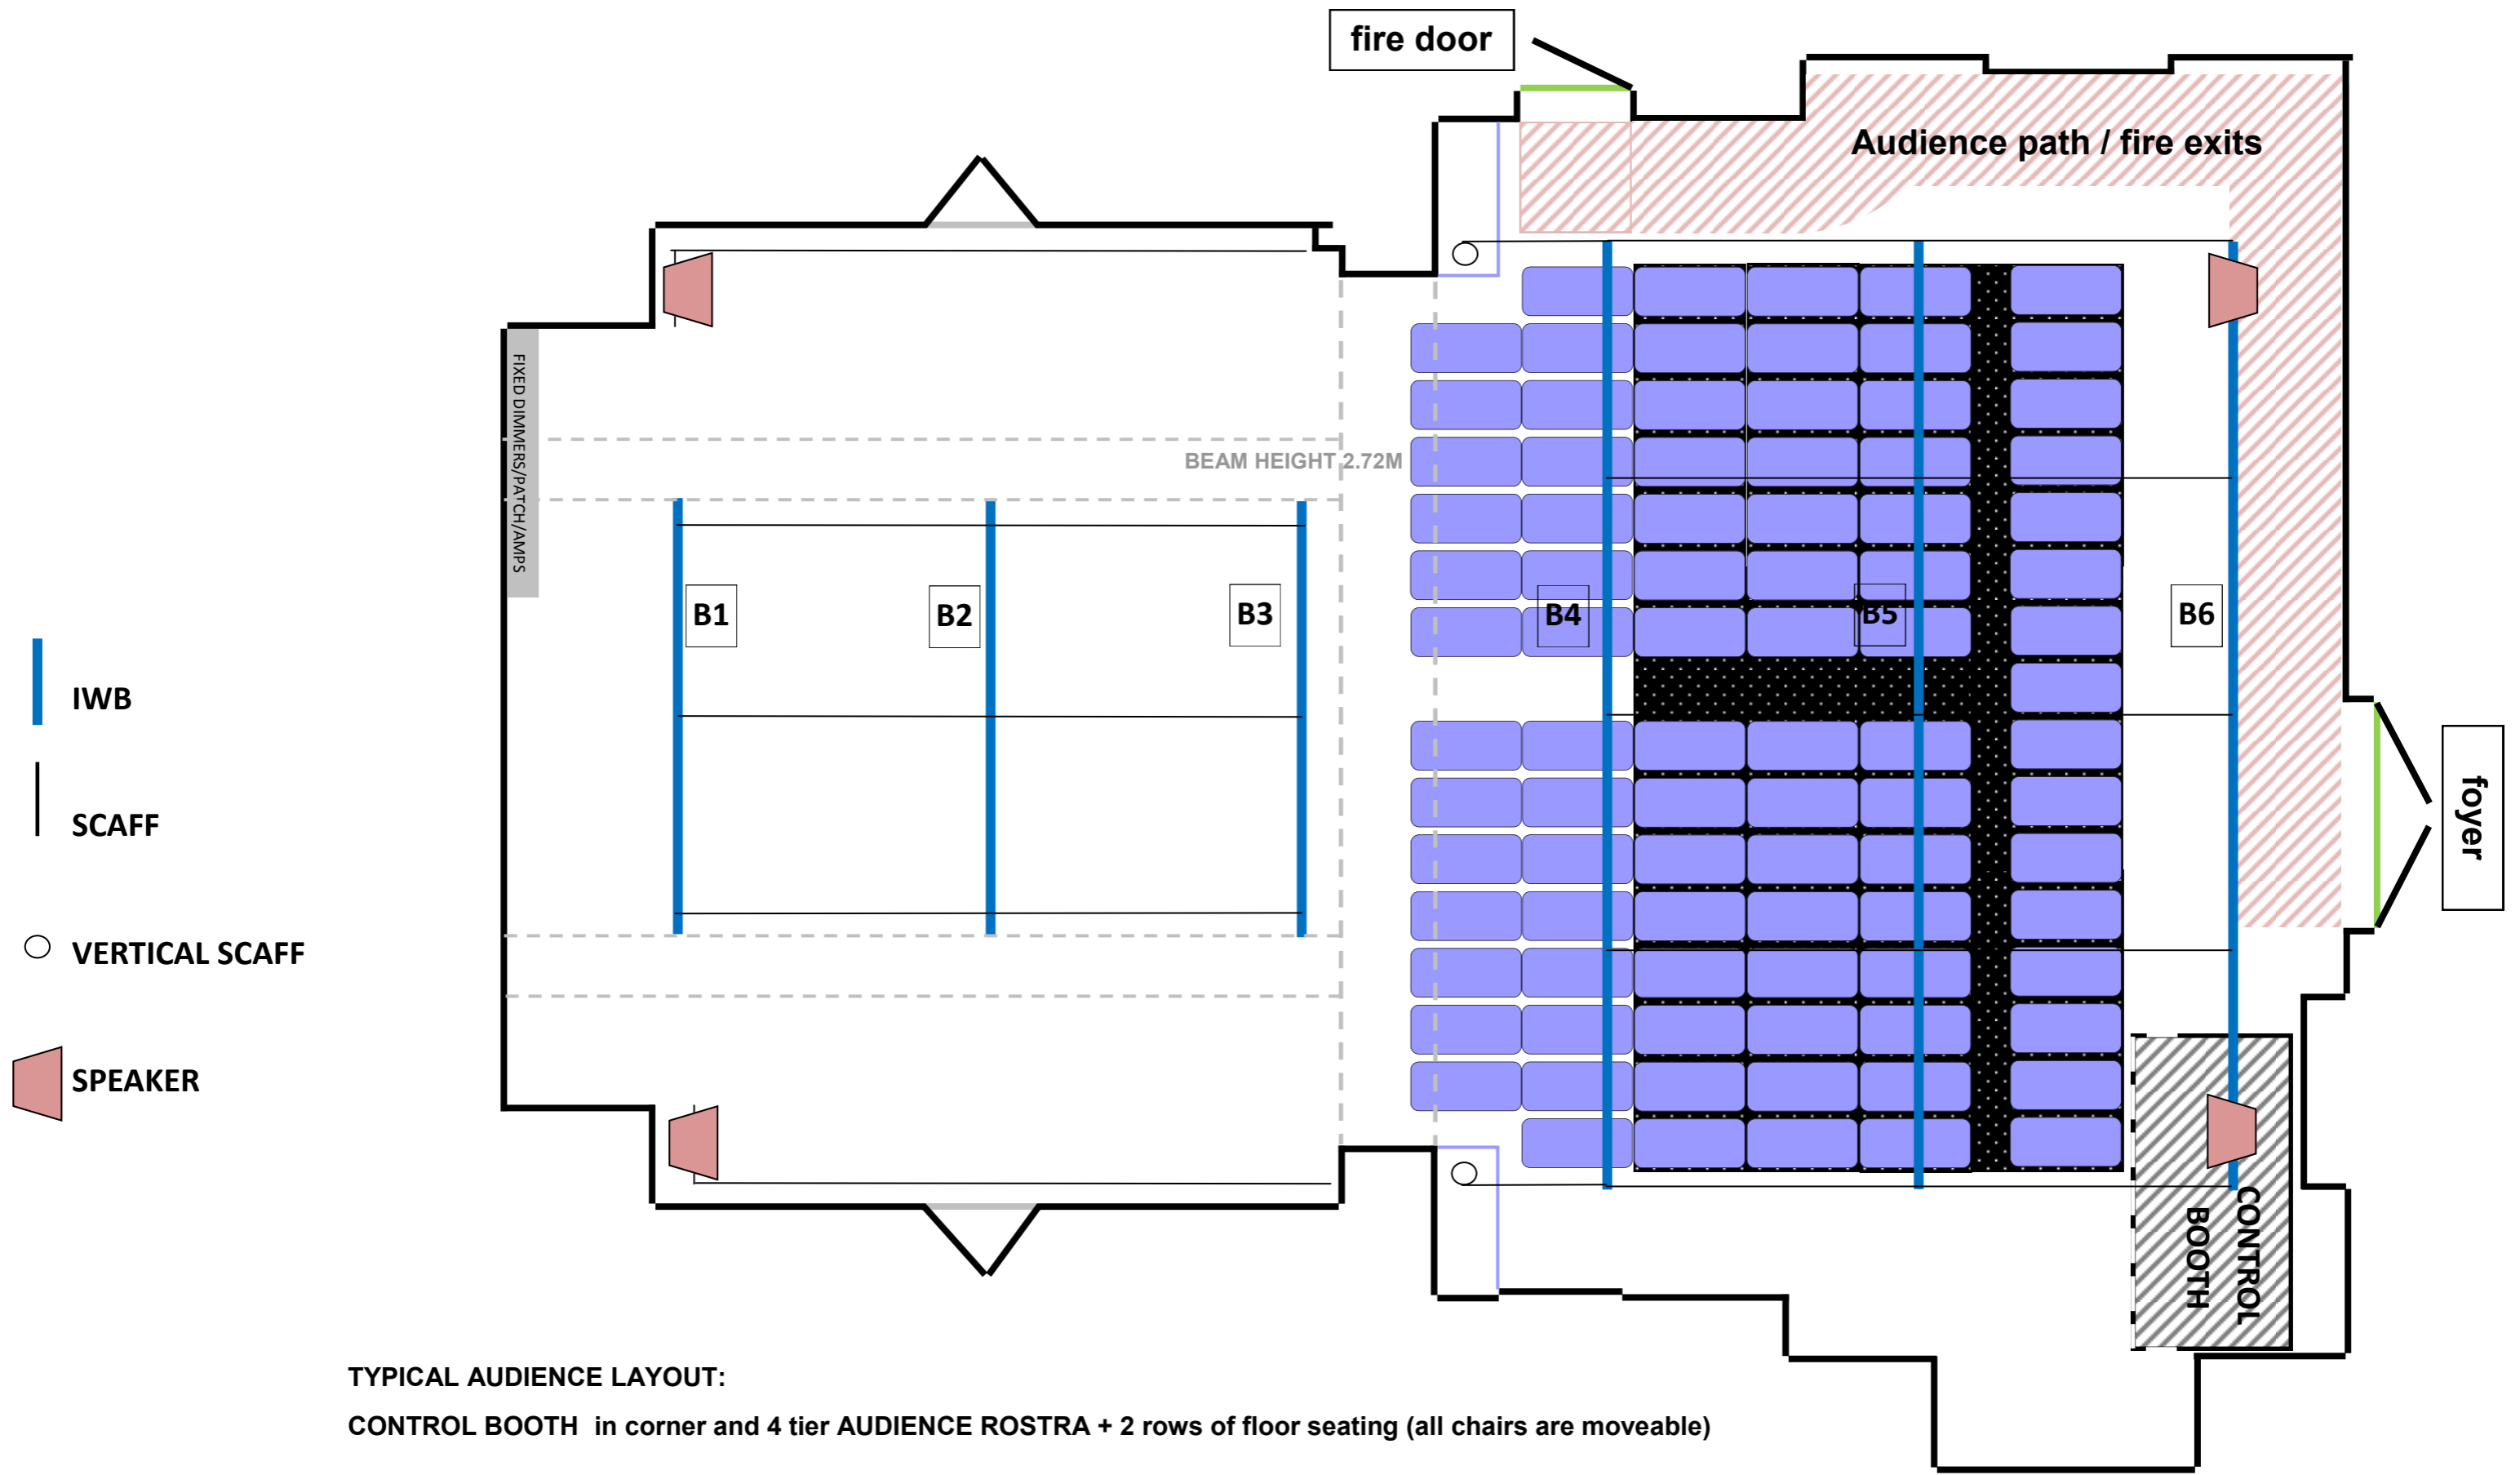 fire door
Audience path / fire exits
FIXED DIMMERS/PATCH/AMPS
BEAM HEIGHT 2.72M
B1
B2
B3
B4
B5
B6
IWB
SCAFF
VERTICAL SCAFF
SPEAKER
foyer
CONTROL
BOOTH
TYPICAL AUDIENCE LAYOUT:
CONTROL BOOTH in corner and 4 tier AUDIENCE ROSTRA + 2 rows of floor seating (all chairs are moveable)